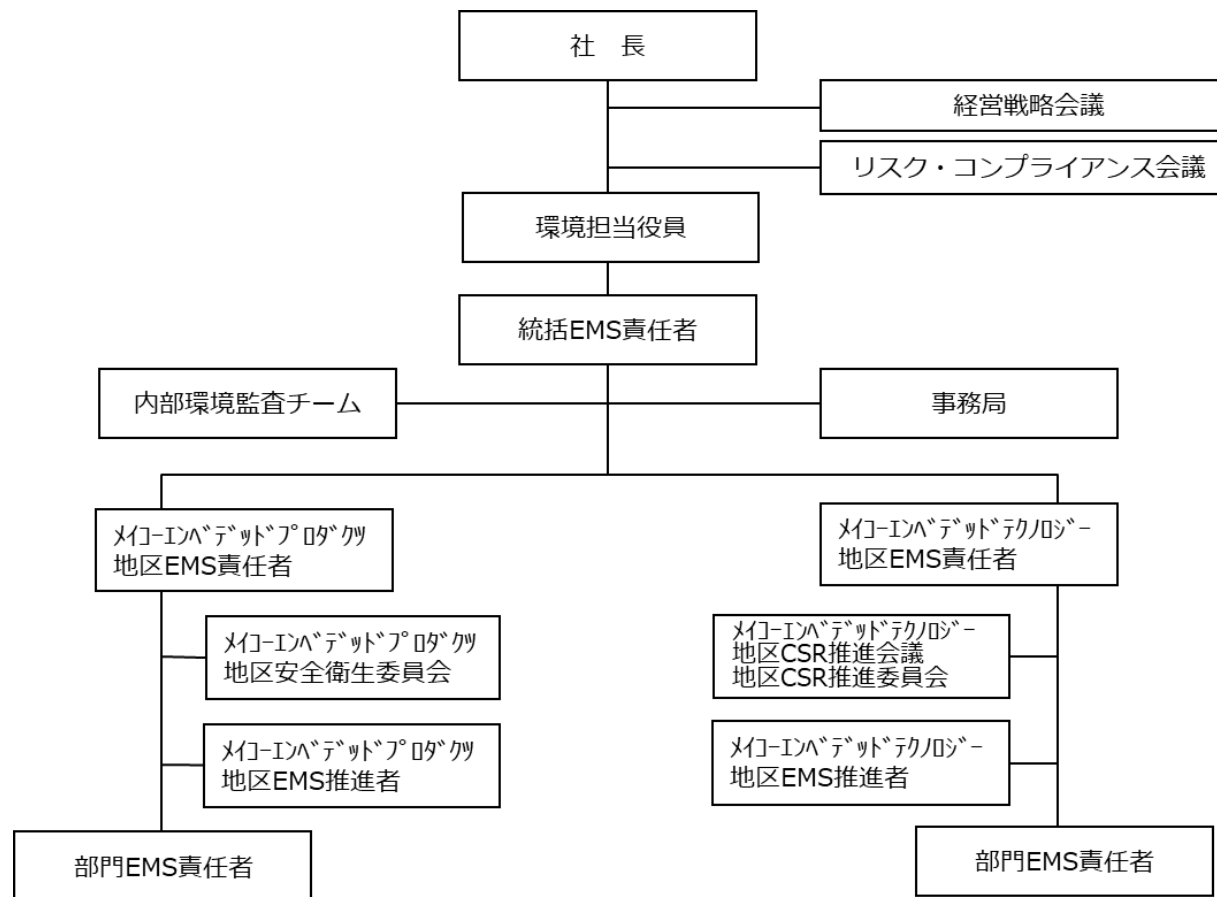 社　長
経営戦略会議
リスク・コンプライアンス会議
環境担当役員
統括EMS責任者
内部環境監査チーム
事務局
ﾒｲｺｰｴﾝﾍﾞﾃﾞｯﾄﾞﾌﾟﾛﾀﾞｸﾂ
地区EMS責任者
ﾒｲｺｰｴﾝﾍﾞﾃﾞｯﾄﾞﾃｸﾉﾛｼﾞｰ
地区EMS責任者
ﾒｲｺｰｴﾝﾍﾞﾃﾞｯﾄﾞﾌﾟﾛﾀﾞｸﾂ
地区安全衛生委員会
ﾒｲｺｰｴﾝﾍﾞﾃﾞｯﾄﾞﾃｸﾉﾛｼﾞｰ
地区CSR推進会議
地区CSR推進委員会
ﾒｲｺｰｴﾝﾍﾞﾃﾞｯﾄﾞﾌﾟﾛﾀﾞｸﾂ
地区EMS推進者
ﾒｲｺｰｴﾝﾍﾞﾃﾞｯﾄﾞﾃｸﾉﾛｼﾞｰ
地区EMS推進者
部門EMS責任者
部門EMS責任者